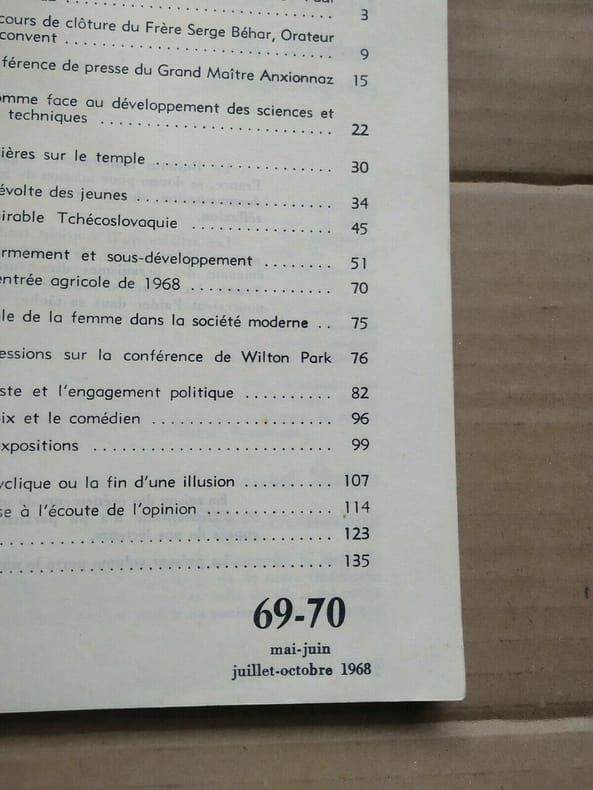 . . . . . . . . . . . . . . . . 3
cours de clôture du Frère Serge Béhar, Orateur
convent . . . . . . . . . . . . . . . . . . . . . . . . . . . . 9
férence de presse du Grand Maître Anxionnaz 15
omme face au développement des sciences et
techniques . . . . . . . . . . . . . . . . . . . . . . . . 22
ières sur le temple . . . . . . . . . . . . . . . . . . . 30
évolte des jeunes . . . . . . . . . . . . . . . . . . . . 34
irable Tchécoslovaquie . . . . . . . . . . . . . . 45
rmement et sous-développement . . . . . . . . 51
entrée agricole de 1968 . . . . . . . . . . . . . . . 70
le de la femme dans la société moderne . . 75
essions sur la conférence de Wilton Park 76
ste et l'engagement politique . . . . . . . . . . 82
ix et le comédien . . . . . . . . . . . . . . . . . . . 96
xpositions . . . . . . . . . . . . . . . . . . . . . . . . . 99
yclique ou la fin d'une illusion . . . . . . . . . . 107
se à l'écoute de l'opinion . . . . . . . . . . . . . . 114
. . . . . . . . . . . . . . . . . . . . . . . . . . . . . . . . . . . 123
. . . . . . . . . . . . . . . . . . . . . . . . . . . . . . . . . . . 135
69-70
mai-juin
juillet-octobre 1968